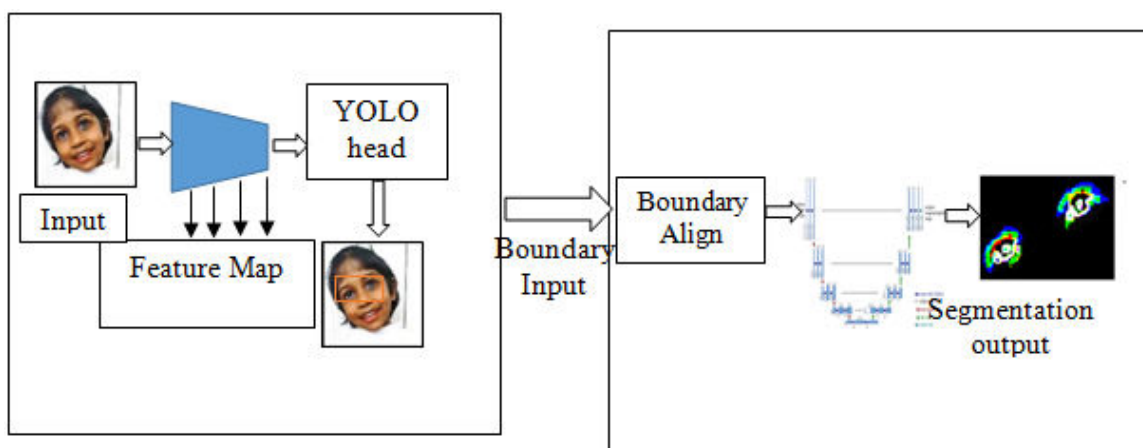 Input
YOLO
head
Feature Map
Boundary
Input
Boundary
Align
Segmentation
output